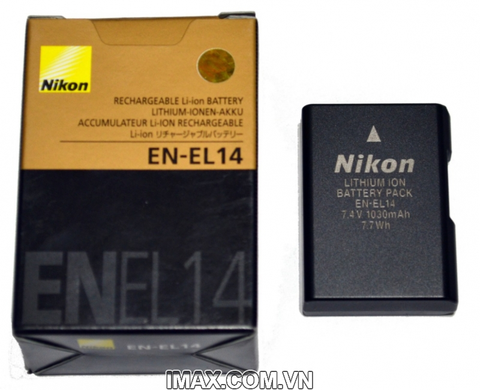 Nikon
RECHARGEABLE Li-ion BATTERY
LITHIUM-IONEN-AKKU
ACCUMULATEUR Li-ION RECHARGEABLE
Li-ion リチャージャブルバッテリー
EN-EL14
ENEL14
EN-EL14
Nikon
LITHIUM ION
BATTERY PACK
EN-EL14
7.4V 1030mAh
7.7Wh
IMAX.COM.VN